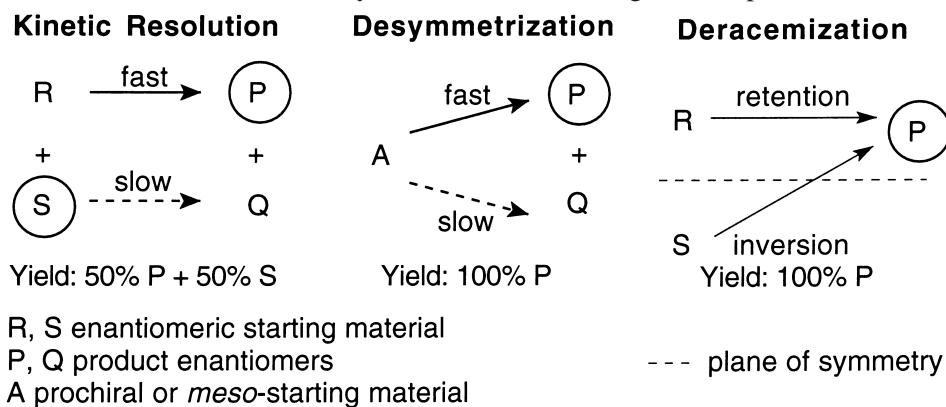 Kinetic Resolution
R fast P
+ +
S slow Q
Yield: 50% P + 50% S
Desymmetrization
fast P
A +
slow Q
Yield: 100% P
Deracemization
R retention P
S inversion
Yield: 100% P
R, S enantiomeric starting material
P, Q product enantiomers
A prochiral or meso-starting material
--- plane of symmetry